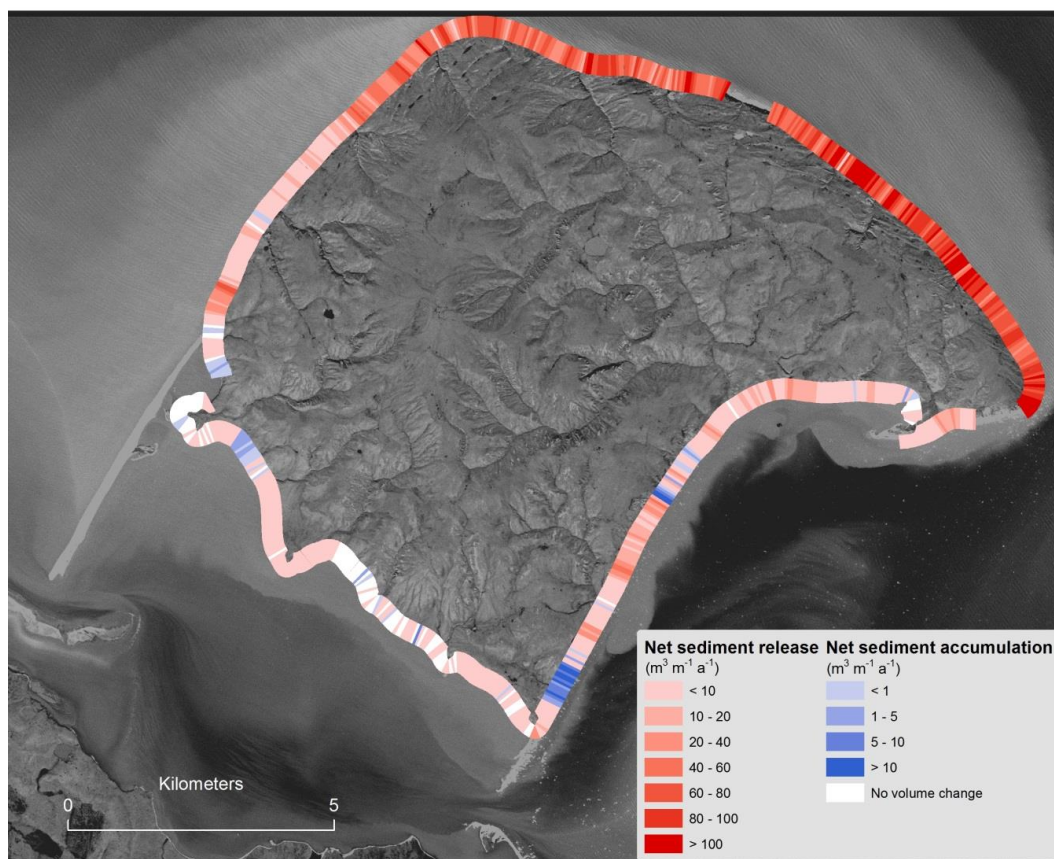 Net sediment release
(m³ m⁻¹ a⁻¹)
< 10
10 - 20
20 - 40
40 - 60
60 - 80
80 - 100
> 100
Net sediment accumulation
(m³ m⁻¹ a⁻¹)
< 1
1 - 5
5 - 10
> 10
No volume change
Kilometers
0 5